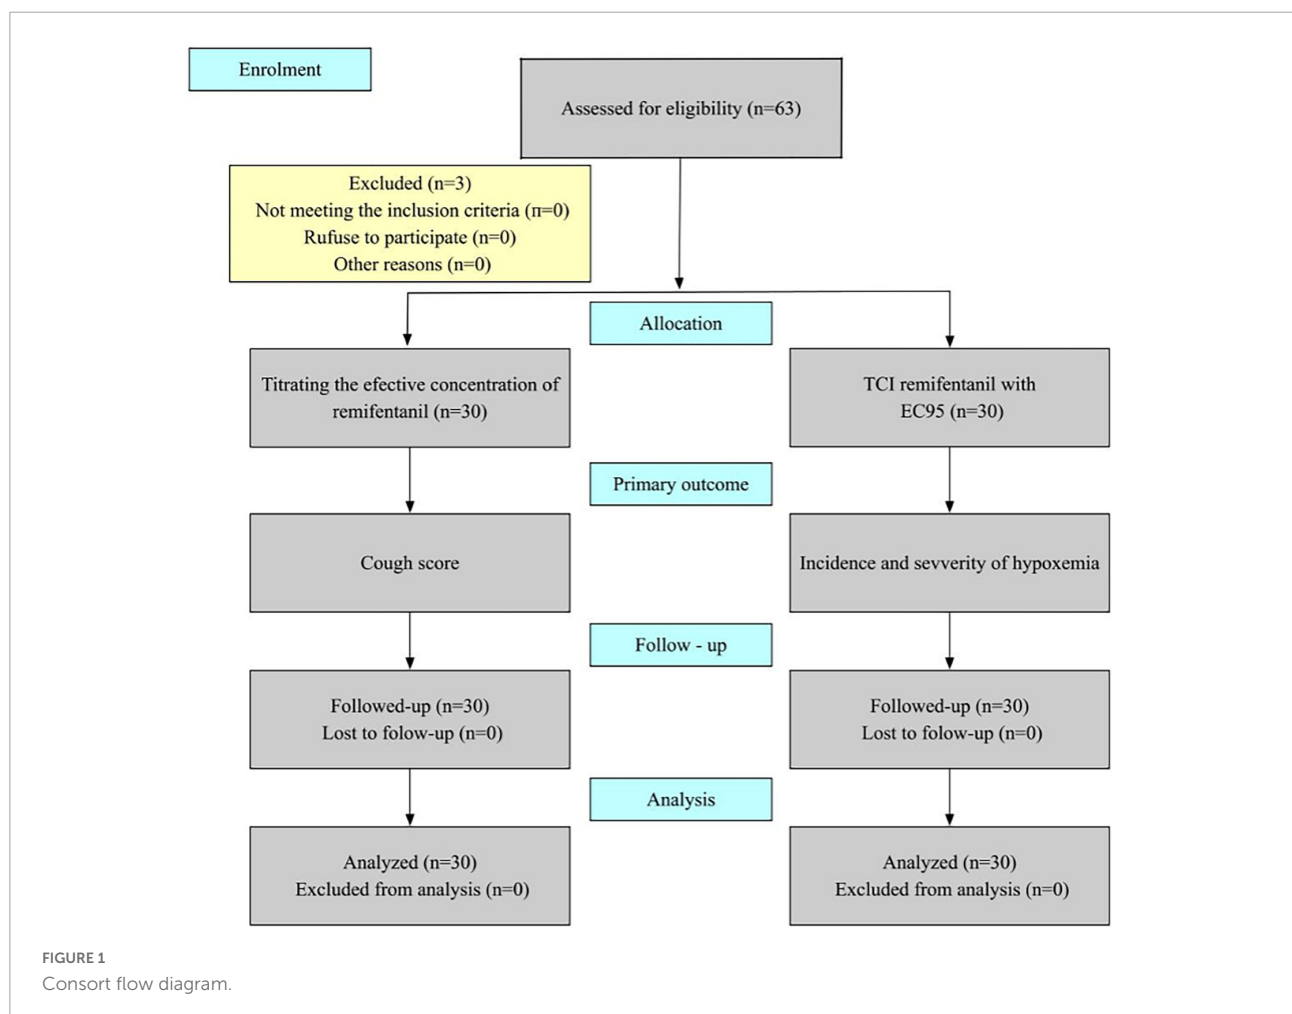 Enrolment
Assessed for eligibility (n=63)
Excluded (n=3)
Not meeting the inclusion criteria (п=0)
Rufuse to participate (n=0)
Other reasons (n=0)
Allocation
Titrating the efective concentration of
remifentanil (n=30)
TCI remifentanil with
EC95 (n=30)
Primary outcome
Cough score
Incidence and sevverity of hypoxemia
Follow - up
Followed-up (n=30)
Lost to folow-up (n=0)
Followed-up (n=30)
Lost to folow-up (n=0)
Analysis
Analyzed (n=30)
Excluded from analysis (n=0)
Analyzed (n=30)
Excluded from analysis (n=0)
FIGURE 1
Consort flow diagram.